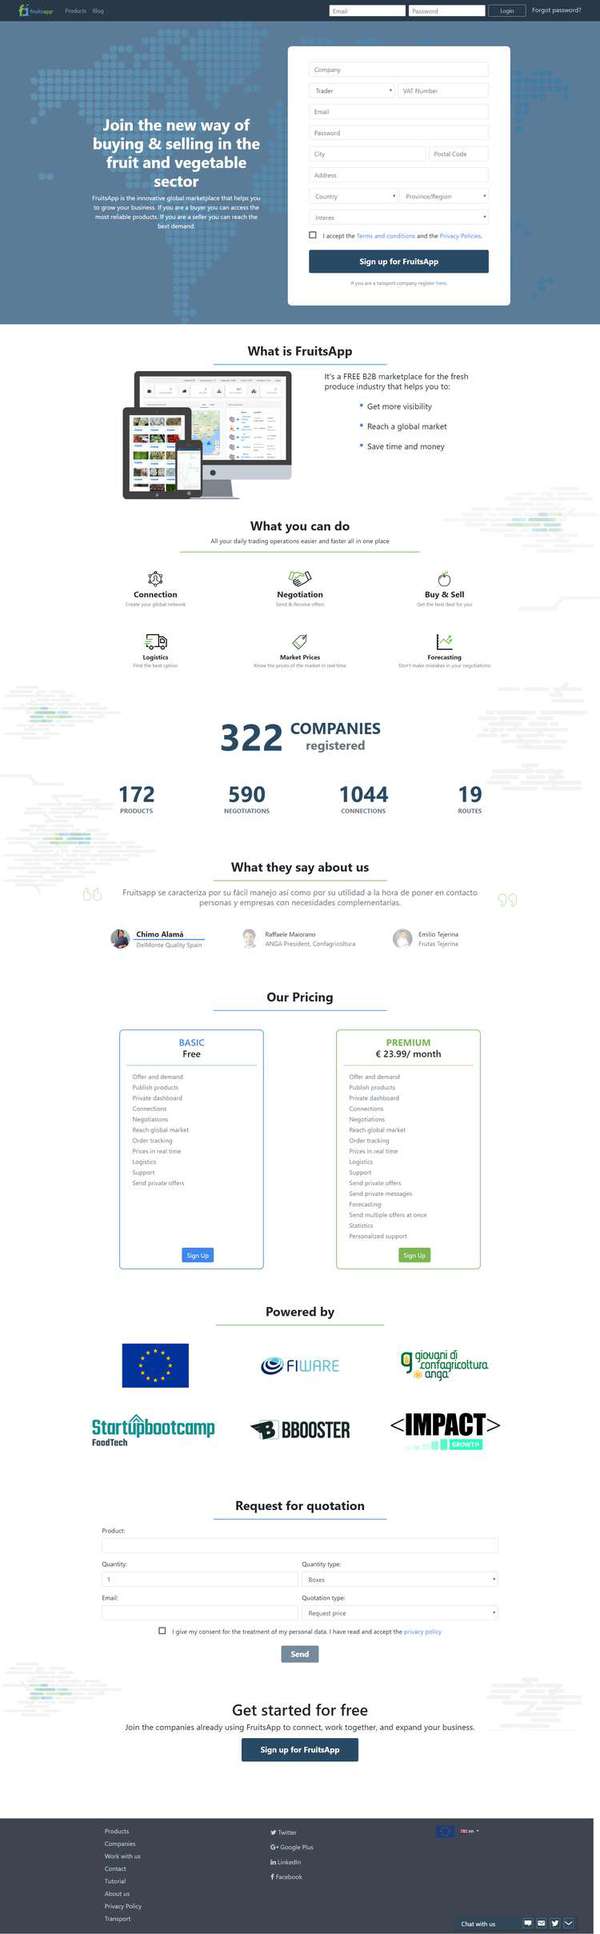 fruitsapp Products Blog Email Password Login Forgot password?
Join the new way of
buying & selling in the
fruit and vegetable
sector
FruitsApp is the innovative global marketplace that helps you
to grow your business. If you are a buyer you can access the
most reliable products. If you are a seller you can reach the
best demand.
Company
Trader VAT Number
Email
Password
City Postal Code
Address
Country Province/Region
Interes
I accept the Terms and conditions and the Privacy Policies.
Sign up for FruitsApp
If you are a transport company register here.
What is FruitsApp
It's a FREE B2B marketplace for the fresh
produce industry that helps you to:
Get more visibility
Reach a global market
Save time and money
What you can do
All your daily trading operations easier and faster all in one place
Connection Negotiation Buy & Sell
Create your global network Send & Receive offers Get the best deal for you
Logistics Market Prices Forecasting
Find the best option Know the prices of the market in real time Don't make mistakes in your negotiations
322 COMPANIES
registered
172 590 1044 19
PRODUCTS NEGOTIATIONS CONNECTIONS ROUTES
What they say about us
Fruitsapp se caracteriza por su fácil manejo así como por su utilidad a la hora de poner en contacto
personas y empresas con necesidades complementarias.
Chimo Alamá Raffaele Maiorano Emilio Tejerina
DelMonte Quality Spain ANGA President, Confagricoltura Frutas Tejerina
Our Pricing
BASIC
Free
Offer and demand
Publish products
Private dashboard
Connections
Negotiations
Reach global market
Order tracking
Prices in real time
Logistics
Support
Send private offers
Sign Up
PREMIUM
€ 23.99/ month
Offer and demand
Publish products
Private dashboard
Connections
Negotiations
Reach global market
Order tracking
Prices in real time
Logistics
Support
Send private offers
Send private messages
Forecasting
Send multiple offers at once
Statistics
Personalized support
Sign Up
Powered by
FIWARE
giovani di
confagricoltura
anga
Startupbootcamp
FoodTech
B BBOOSTER
<IMPACT>
GROWTH
Request for quotation
Product:
Quantity: Quantity type:
1 Boxes
Email: Quotation type:
Request price
I give my consent for the treatment of my personal data. I have read and accept the privacy policy
Send
Get started for free
Join the companies already using FruitsApp to connect, work together, and expand your business.
Sign up for FruitsApp
Products
Companies
Work with us
Contact
Tutorial
About us
Privacy Policy
Transport
Twitter
G+ Google Plus
in LinkedIn
f Facebook
en
Chat with us